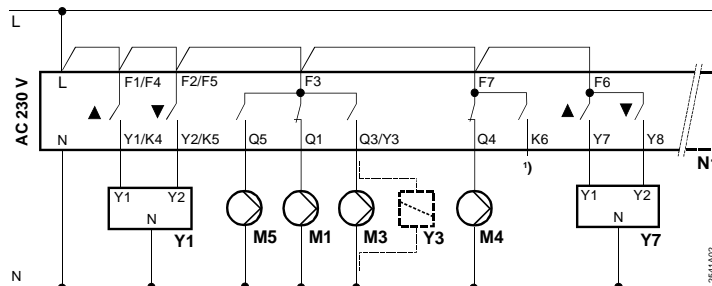 L
AC 230 V
L F1/F4 F2/F5 F3 F7 F6
N Y1/K4 Y2/K5 Q5 Q1 Q3/Y3 Q4 K6 Y7 Y8
1)
N1
Y1 Y2 Y1 Y2
N N
Y1 M5 M1 M3 Y3 M4 Y7
N
2541A02